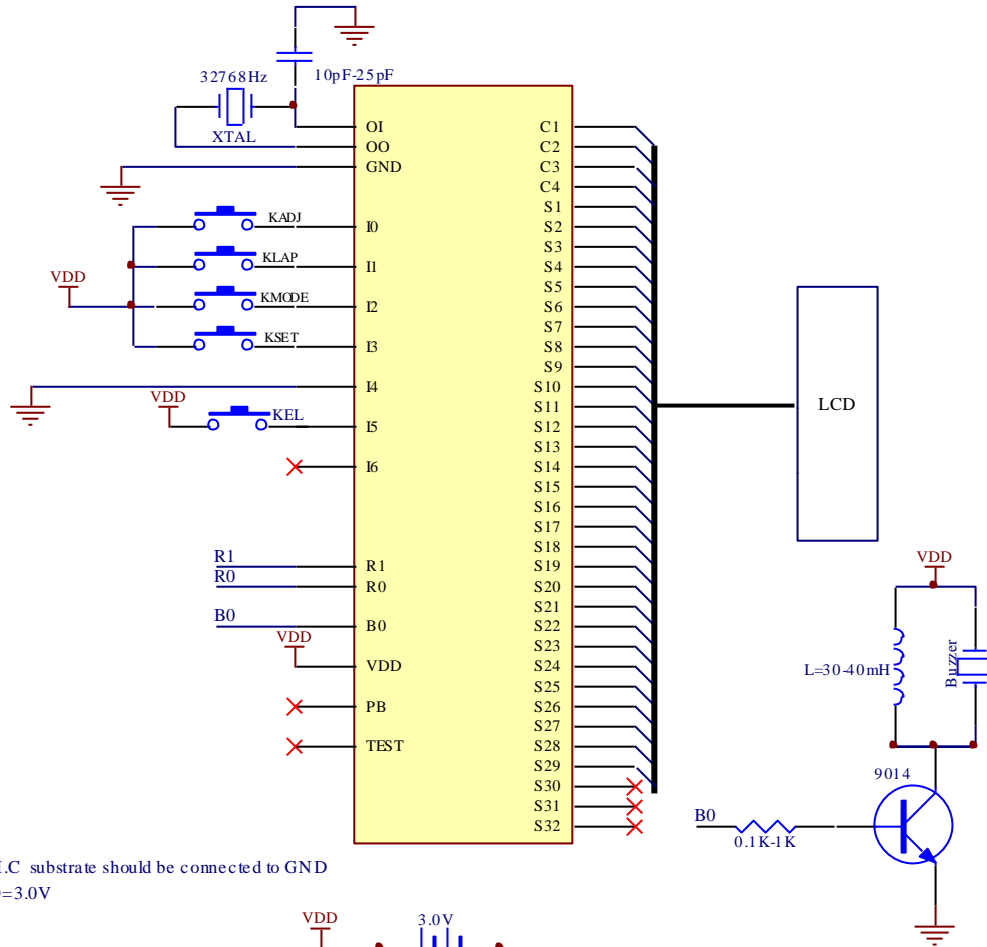 32768Hz
10pF-25pF
XTAL
OI
OO
GND
KADJ
I0
KLAP
I1
VDD
KMODE
I2
KSET
I3
I4
VDD
KEL
I5
I6
R1
R1
R0
R0
B0
B0
VDD
VDD
PB
TEST
C1
C2
C3
C4
S1
S2
S3
S4
S5
S6
S7
S8
S9
S10
S11
S12
S13
S14
S15
S16
S17
S18
S19
S20
S21
S22
S23
S24
S25
S26
S27
S28
S29
S30
S31
S32
LCD
VDD
L=30-40mH
Buzzer
9014
B0
0.1K-1K
I.C substrate should be connected to GND
=3.0V
VDD
3.0V